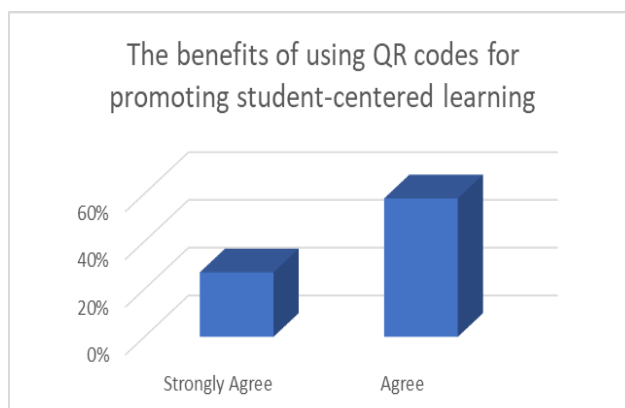 The benefits of using QR codes for
promoting student-centered learning
60%
40%
20%
0%
Strongly Agree
Agree